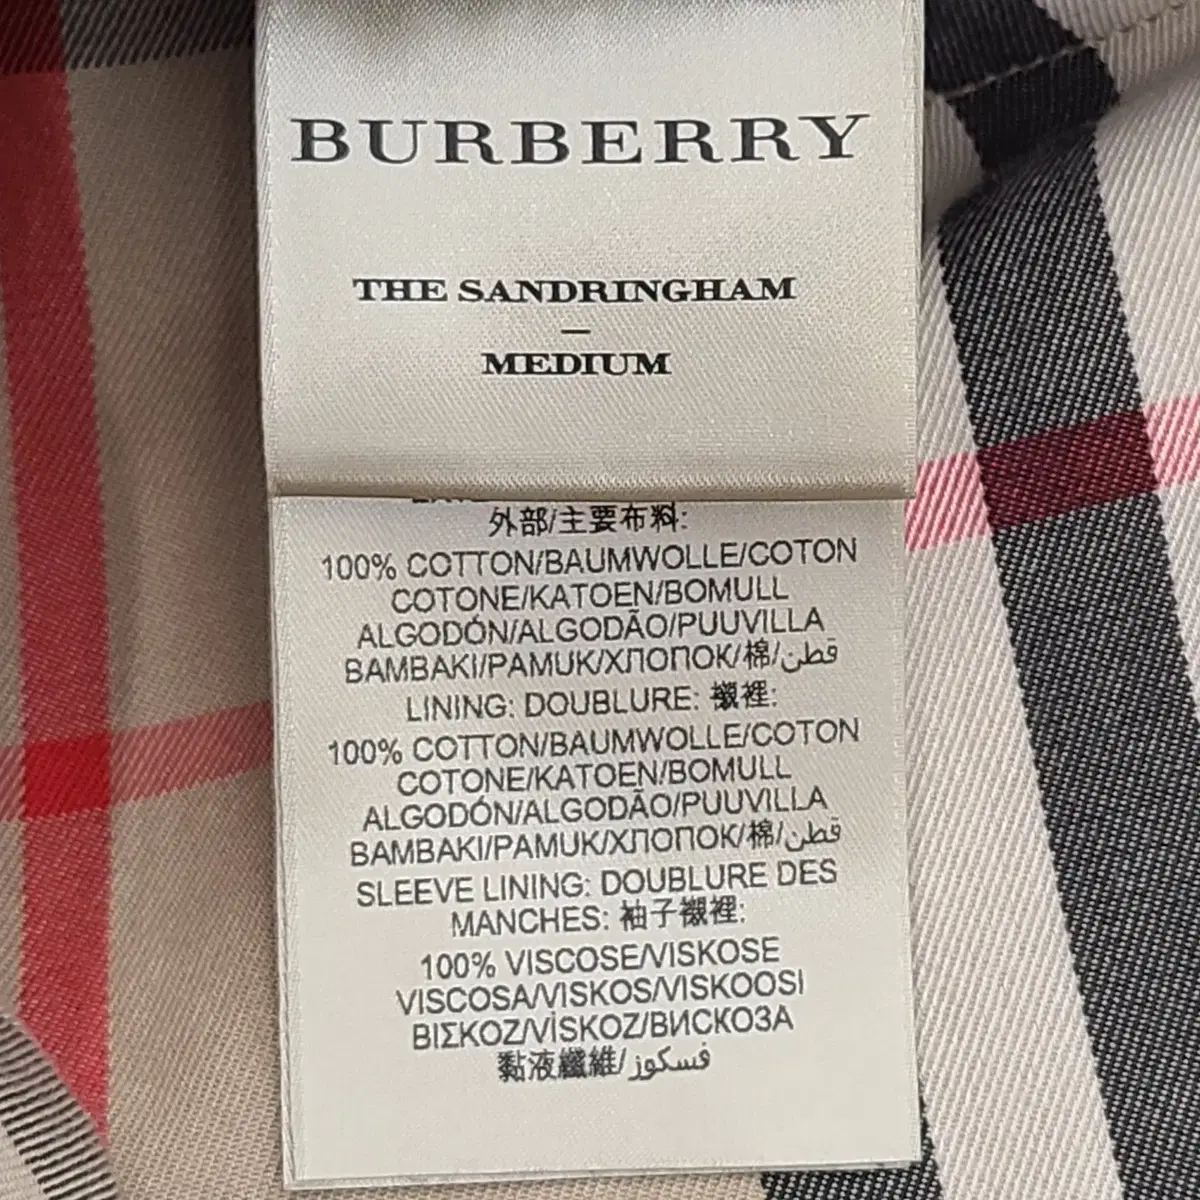 BURBERRY
THE SANDRINGHAM
–
MEDIUM
外部/主要布料:
100% COTTON/BAUMWOLLE/COTON
COTONE/KATOEN/BOMULL
ALGODÓN/ALGODÃO/PUUVILLA
BAMBAKI/PAMUK/ХЛОПОК/棉/قطن
LINING: DOUBLURE: 襯裡:
100% COTTON/BAUMWOLLE/COTON
COTONE/KATOEN/BOMULL
ALGODÓN/ALGODÃO/PUUVILLA
BAMBAKI/PAMUK/ХЛОПОК/棉/قطن
SLEEVE LINING: DOUBLURE DES
MANCHES: 袖子襯裡:
100% VISCOSE/VISKOSE
VISCOSA/VISKOS/VISKOOSI
ΒΙΣΚΟΖ/VİSKOZ/ВИСКОЗА
黏液纖維/فسكوز